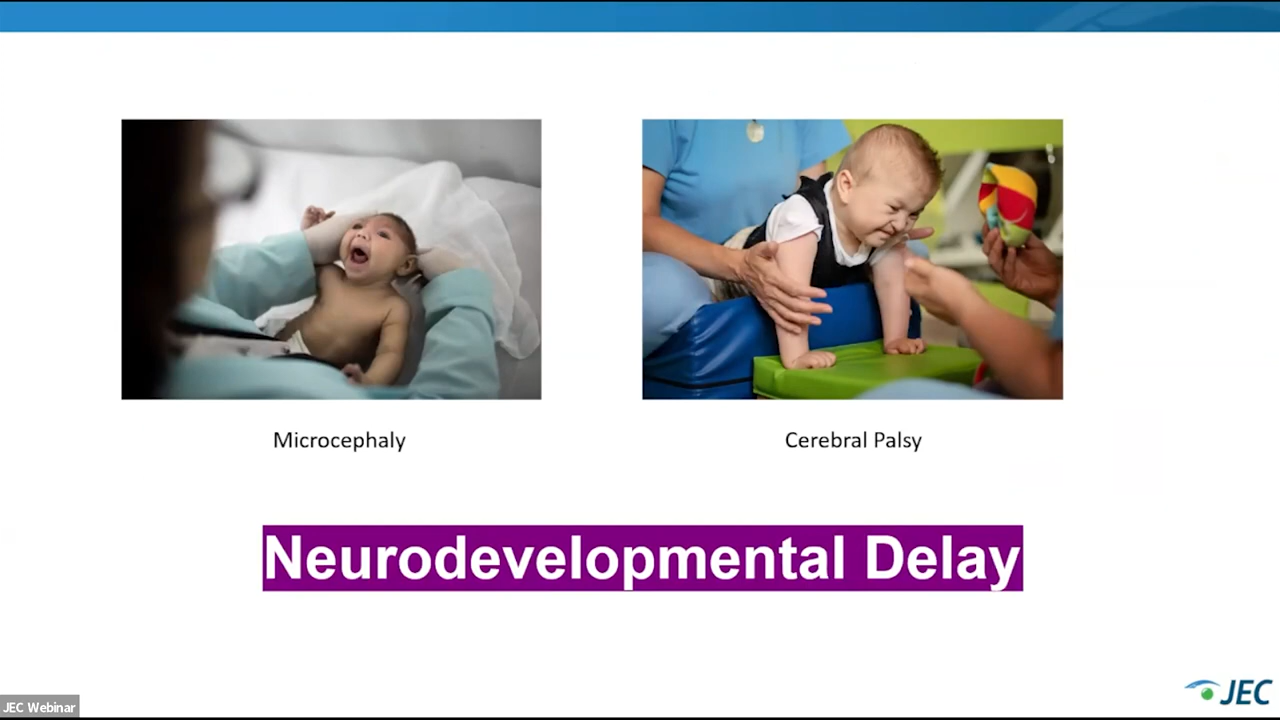 Microcephaly
Cerebral Palsy
Neurodevelopmental Delay
JEC Webinar
JEC